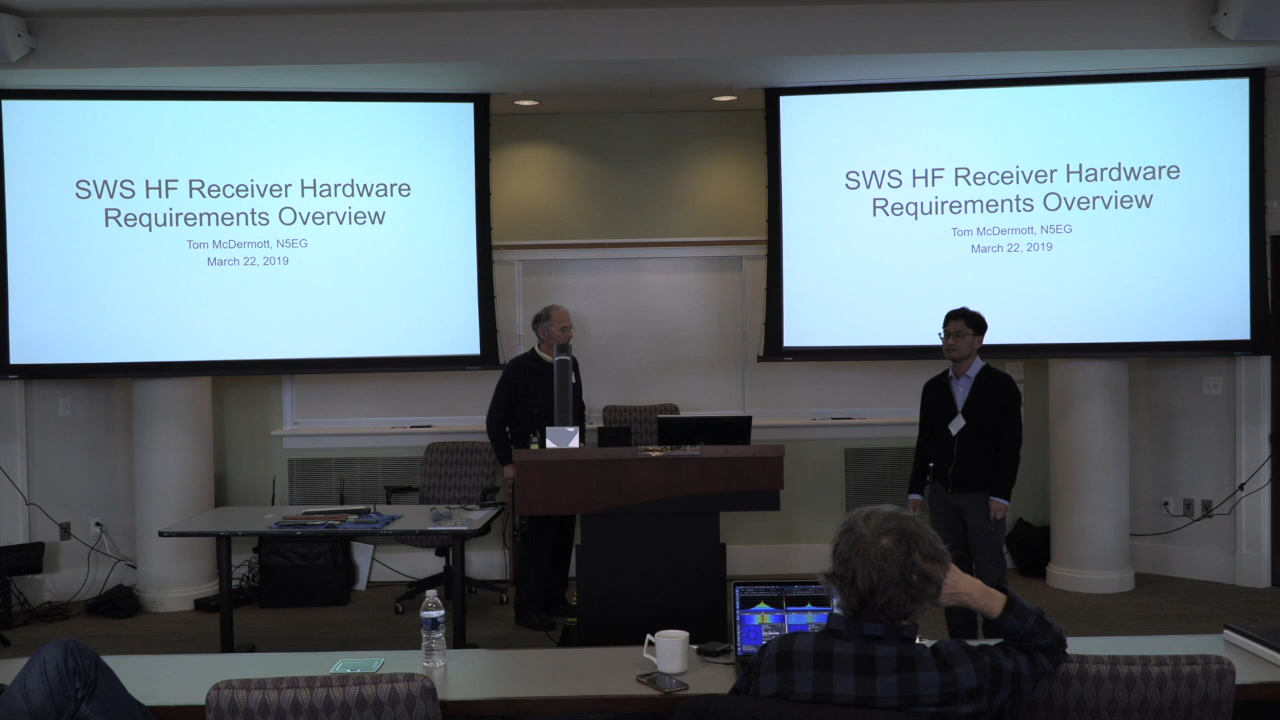 SWS HF Receiver Hardware
Requirements Overview
Tom McDermott, N5EG
March 22, 2019
SWS HF Receiver Hardware
Requirements Overview
Tom McDermott, N5EG
March 22, 2019